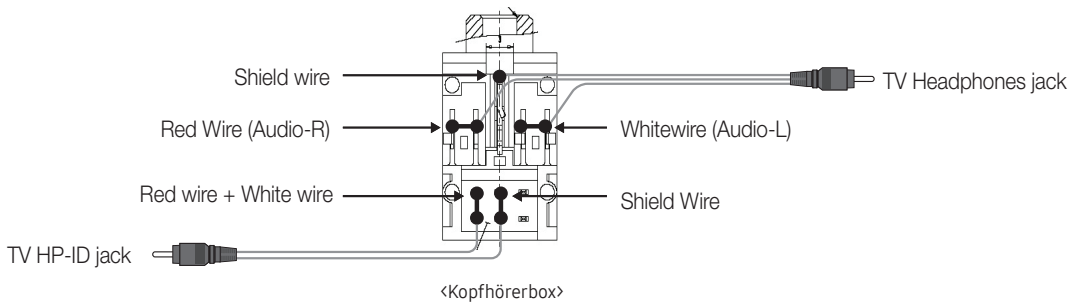 Shield wire
TV Headphones jack
Red Wire (Audio-R)
Whitewire (Audio-L)
Red wire + White wire
Shield Wire
TV HP-ID jack
<Kopfhörerbox>